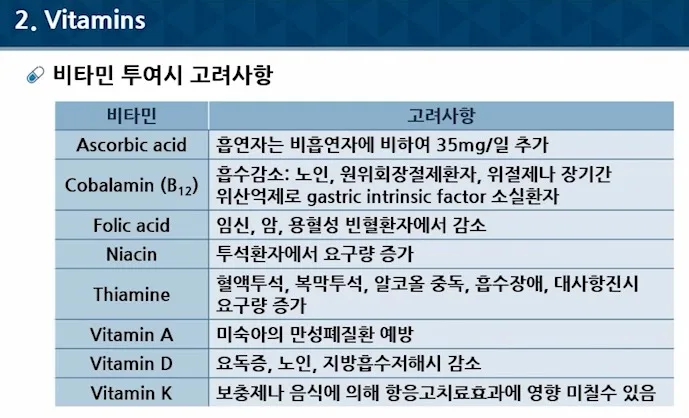 2. Vitamins
비타민 투여시 고려사항
비타민 고려사항
Ascorbic acid 흡연자는 비흡연자에 비하여 35mg/일 추가
Cobalamin (B12) 흡수감소: 노인, 원위회장절제환자, 위절제나 장기간
위산억제로 gastric intrinsic factor 소실환자
Folic acid 임신, 암, 용혈성 빈혈환자에서 감소
Niacin 투석환자에서 요구량 증가
Thiamine 혈액투석, 복막투석, 알코올 중독, 흡수장애, 대사항진시
요구량 증가
Vitamin A 미숙아의 만성폐질환 예방
Vitamin D 요독증, 노인, 지방흡수저해시 감소
Vitamin K 보충제나 음식에 의해 항응고치료효과에 영향 미칠수 있음